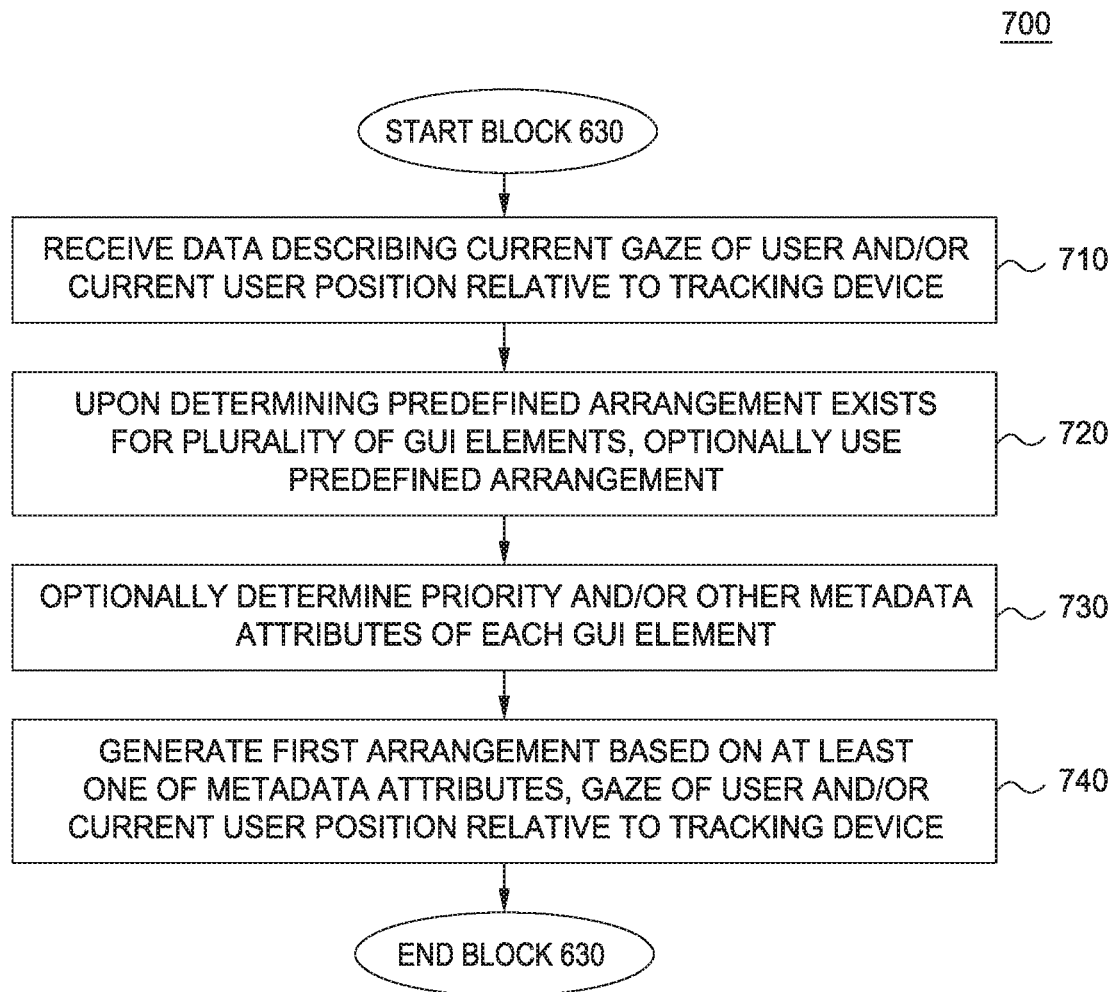 700
START BLOCK 630
RECEIVE DATA DESCRIBING CURRENT GAZE OF USER AND/OR
CURRENT USER POSITION RELATIVE TO TRACKING DEVICE
710
UPON DETERMINING PREDEFINED ARRANGEMENT EXISTS
FOR PLURALITY OF GUI ELEMENTS, OPTIONALLY USE
PREDEFINED ARRANGEMENT
720
OPTIONALLY DETERMINE PRIORITY AND/OR OTHER METADATA
ATTRIBUTES OF EACH GUI ELEMENT
730
GENERATE FIRST ARRANGEMENT BASED ON AT LEAST
ONE OF METADATA ATTRIBUTES, GAZE OF USER AND/OR
CURRENT USER POSITION RELATIVE TO TRACKING DEVICE
740
END BLOCK 630